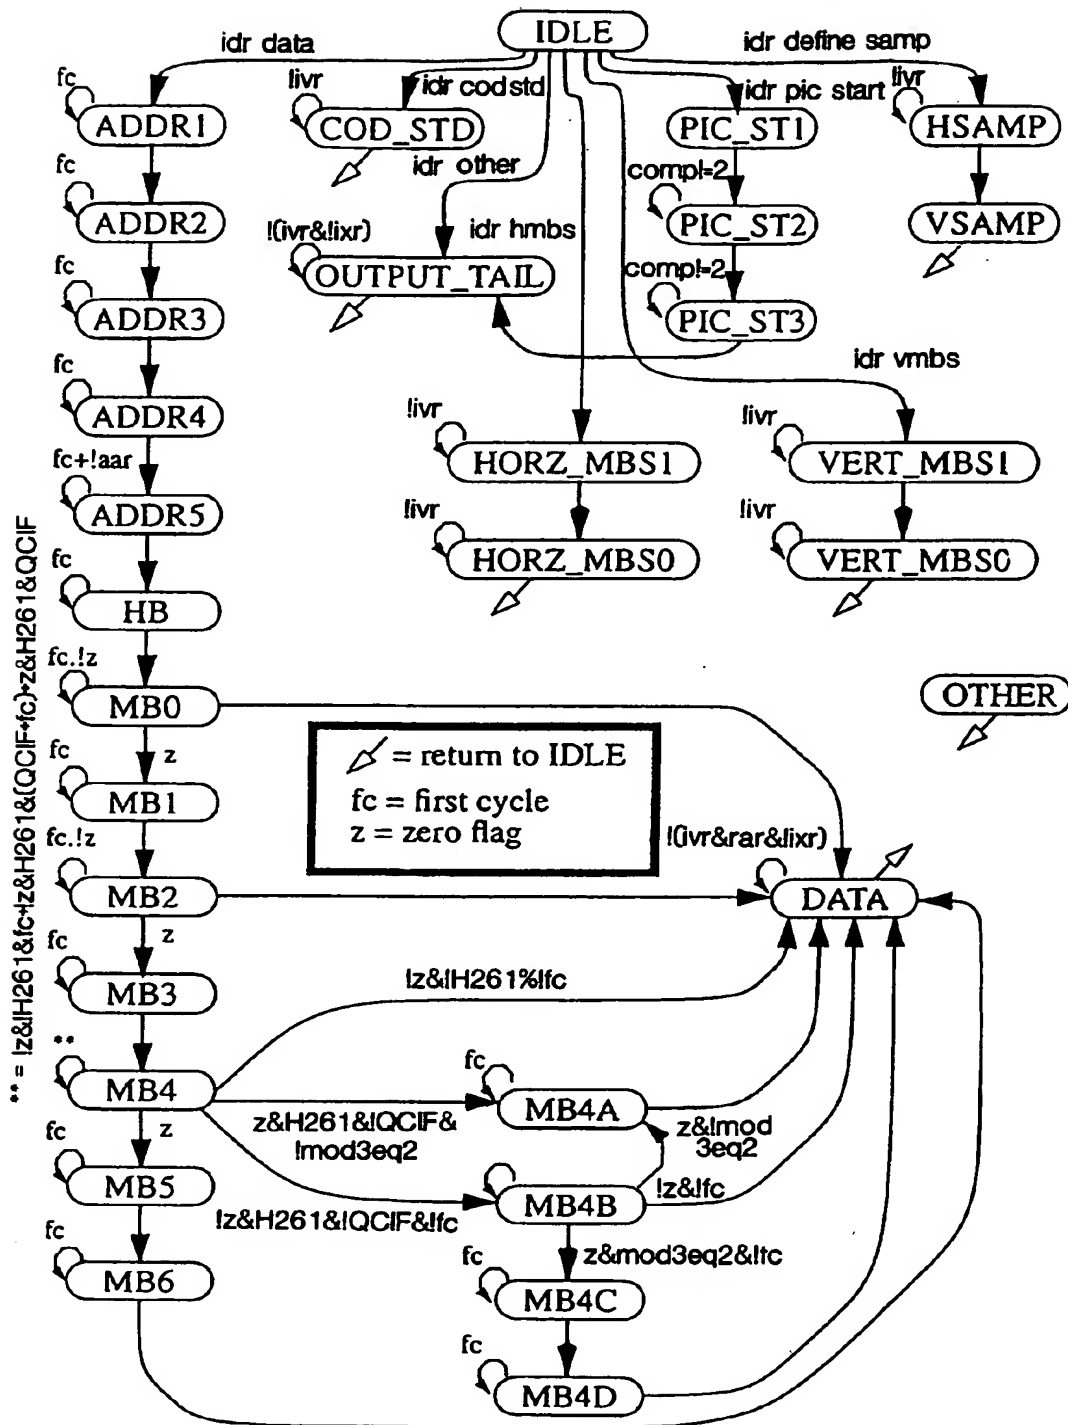 IDLE
idr data
idr define samp
fc
!ivr
idr codstd
idr pic start
!ivr
ADDR1
COD_STD
PIC_ST1
HSAMP
fc
idr other
comp!=2
ADDR2
PIC_ST2
VSAMP
!(ivr&!ixr)
idr hmbs
fc
comp!=2
OUTPUT_TAIL
ADDR3
PIC_ST3
fc
idr vmbs
ADDR4
!ivr
!ivr
fc+!aar
HORZ_MBS1
VERT_MBS1
ADDR5
!ivr
!ivr
fc
HORZ_MBS0
VERT_MBS0
HB
fc.!z
MB0
OTHER
z
= return to IDLE
fc = first cycle
z = zero flag
fc
MB1
fc.!z
!(ivr&rar&!ixr)
MB2
DATA
z
fc
MB3
!z&!H261%!fc
**
MB4
fc
MB4A
z
z&H261&!QCIF&
!mod3eq2
z&!mod
3eq2
fc
MB5
MB4B
!z&!fc
!z&H261&!QCIF&!fc
z&mod3eq2&!fc
fc
MB6
fc
MB4C
fc
MB4D
** = !z&!H261&fc+!z&H261&(QCIF+fc)+z&H261&QCIF